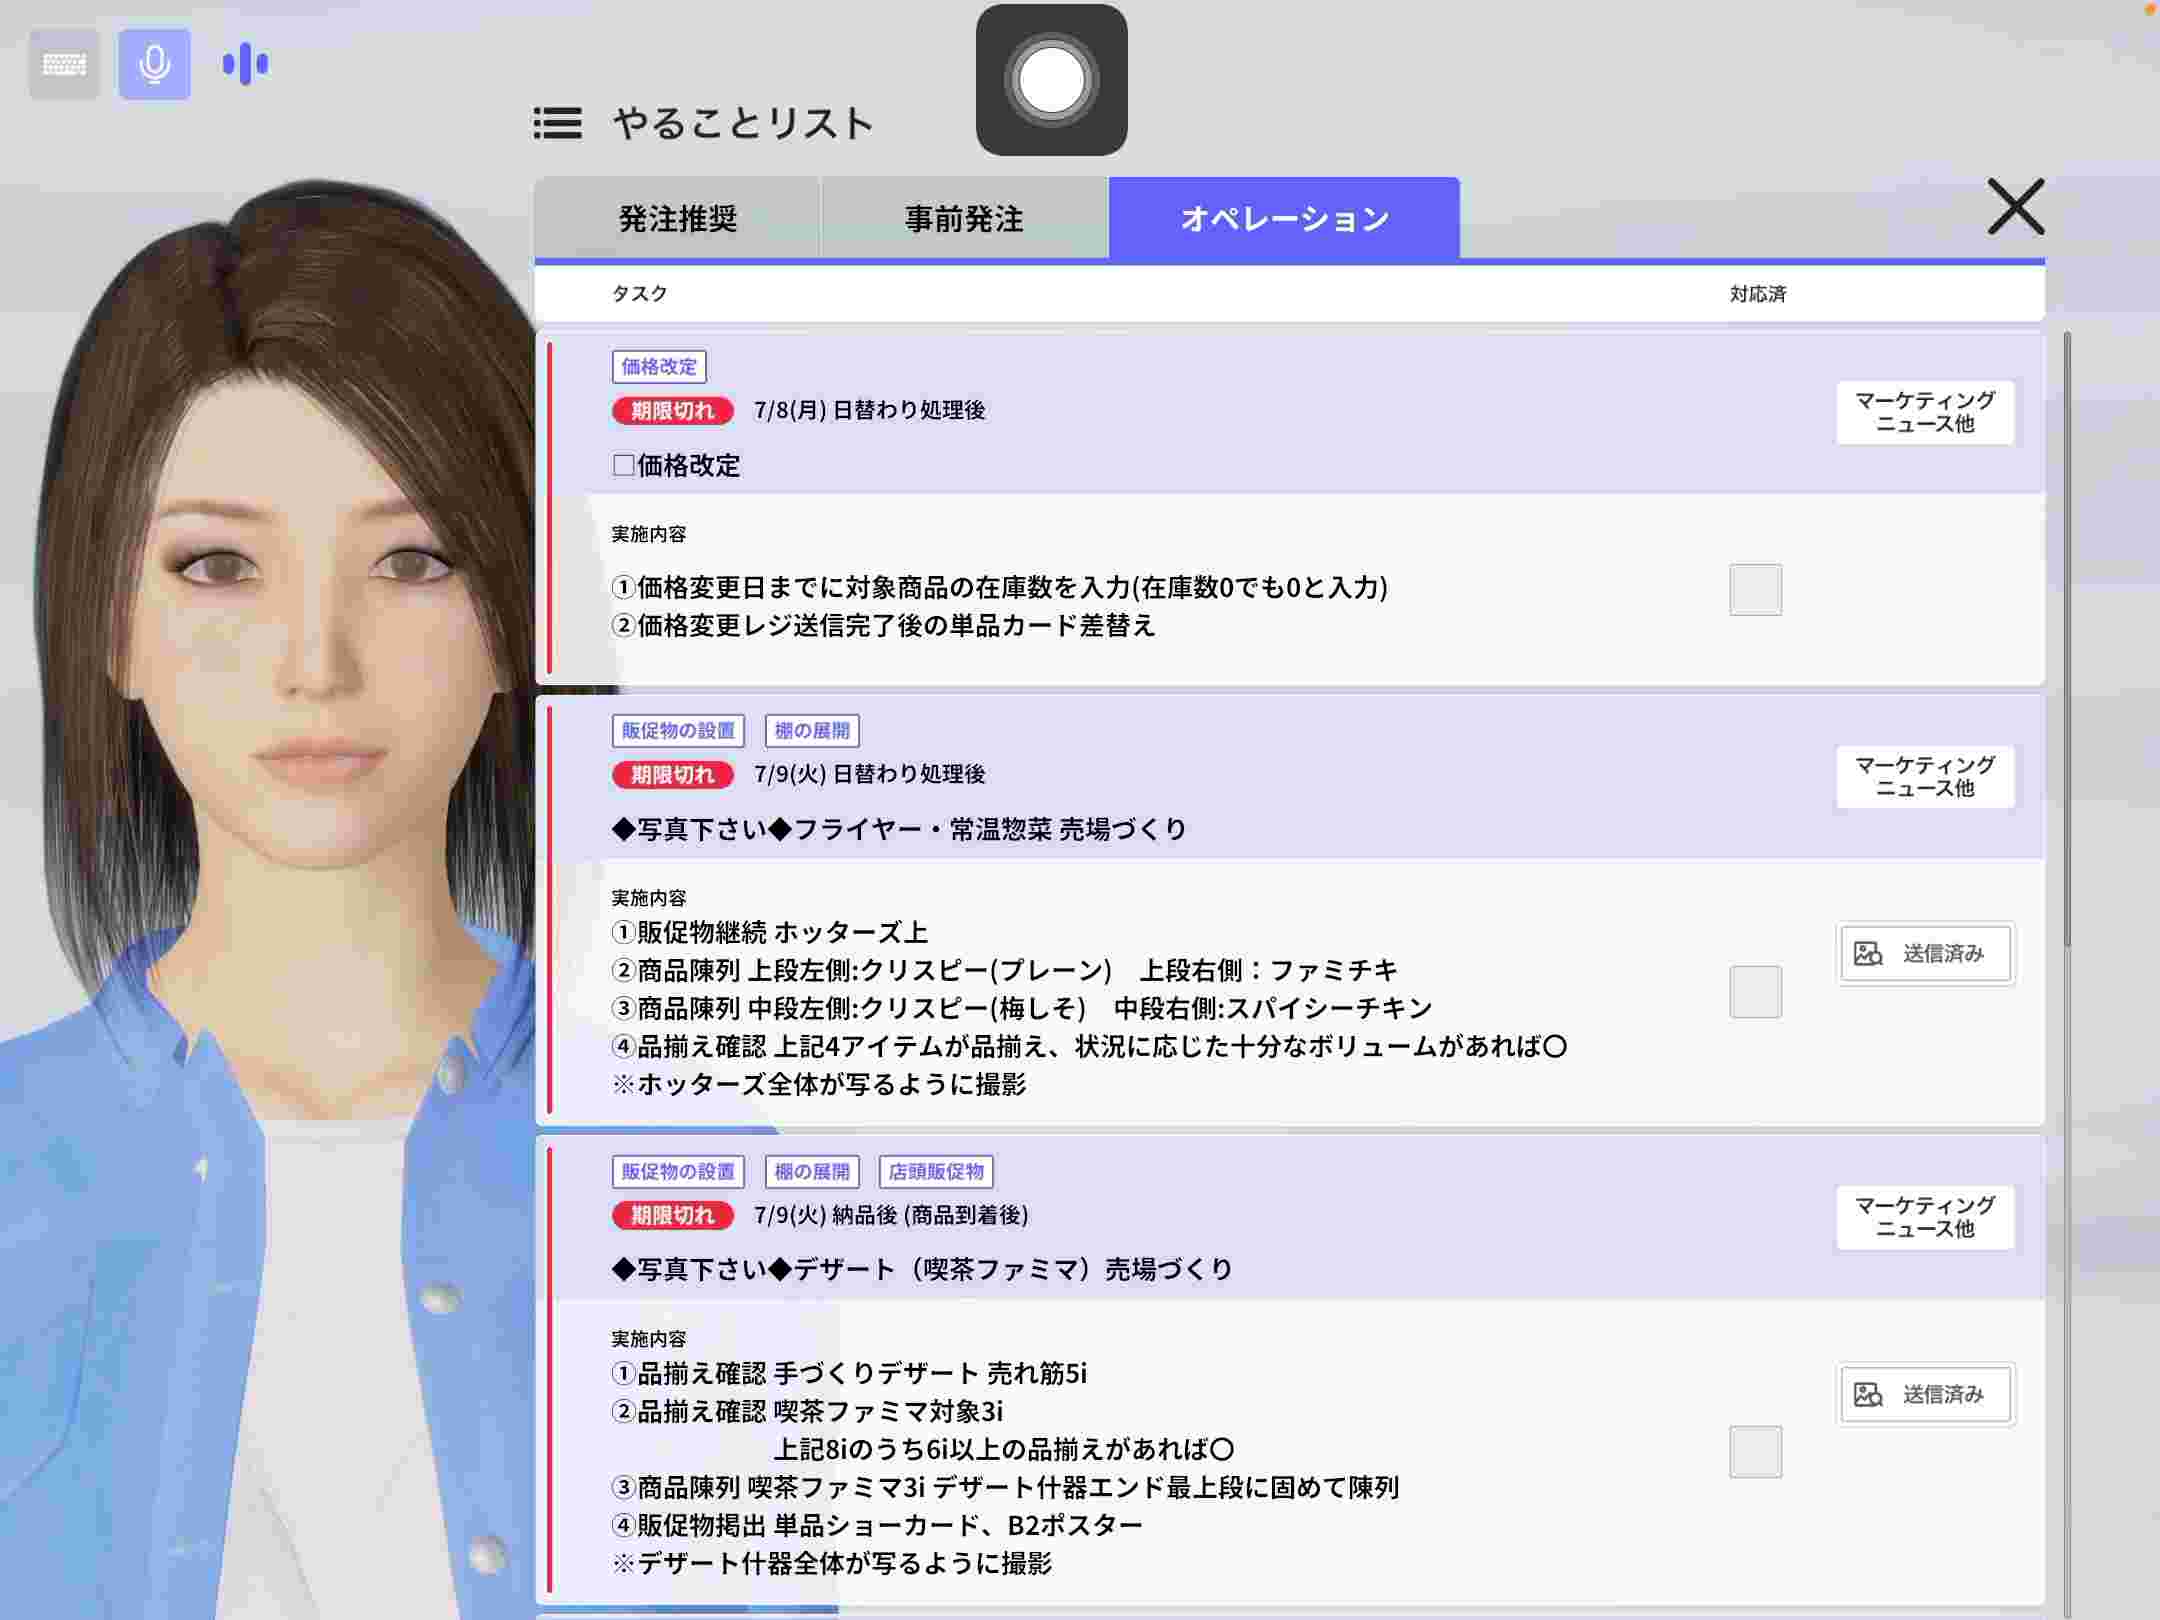 やることリスト
発注推奨
事前発注
オペレーション
タスク
対応済
価格改定
期限切れ 7/8(月) 日替わり処理後
マーケティング
ニュース他
□価格改定
実施内容
①価格変更日までに対象商品の在庫数を入力(在庫数0でも0と入力)
②価格変更レジ送信完了後の単品カード差替え
販促物の設置 棚の展開
期限切れ 7/9(火) 日替わり処理後
マーケティング
ニュース他
◆写真下さい◆フライヤー・常温惣菜 売場づくり
実施内容
①販促物継続 ホッターズ上
②商品陳列 上段左側:クリスピー(プレーン)　上段右側：ファミチキ
送信済み
③商品陳列 中段左側:クリスピー(梅しそ)　中段右側:スパイシーチキン
④品揃え確認 上記4アイテムが品揃え、状況に応じた十分なボリュームがあれば〇
※ホッターズ全体が写るように撮影
販促物の設置 棚の展開 店頭販促物
期限切れ 7/9(火) 納品後 (商品到着後)
マーケティング
ニュース他
◆写真下さい◆デザート（喫茶ファミマ）売場づくり
実施内容
①品揃え確認 手づくりデザート 売れ筋5i
送信済み
②品揃え確認 喫茶ファミマ対象3i
上記8iのうち6i以上の品揃えがあれば〇
③商品陳列 喫茶ファミマ3i デザート什器エンド最上段に固めて陳列
④販促物掲出 単品ショーカード、B2ポスター
※デザート什器全体が写るように撮影